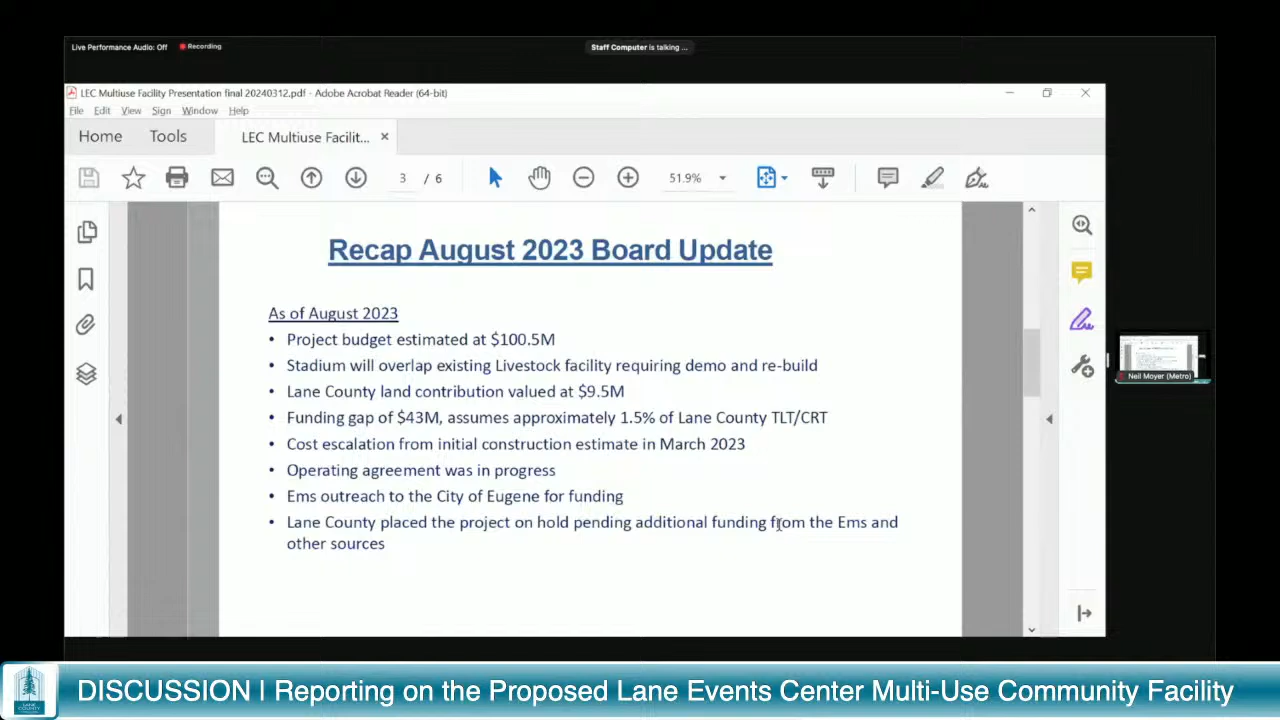 Live Performance Audio: Off Recording
Staff Computer is talking ...
LEC Multiuse Facility Presentation final 20240312.pdf - Adobe Acrobat Reader (64-bit)
File Edit View Sign Window Help
Home Tools LEC Multiuse Facilit... ×
3 / 6 51.9%
Recap August 2023 Board Update
As of August 2023
• Project budget estimated at $100.5M
• Stadium will overlap existing Livestock facility requiring demo and re-build
• Lane County land contribution valued at $9.5M
• Funding gap of $43M, assumes approximately 1.5% of Lane County TLT/CRT
• Cost escalation from initial construction estimate in March 2023
• Operating agreement was in progress
• Ems outreach to the City of Eugene for funding
• Lane County placed the project on hold pending additional funding from the Ems and
other sources
Neil Moyer (Metro)
LANE
COUNTY
DISCUSSION | Reporting on the Proposed Lane Events Center Multi-Use Community Facility